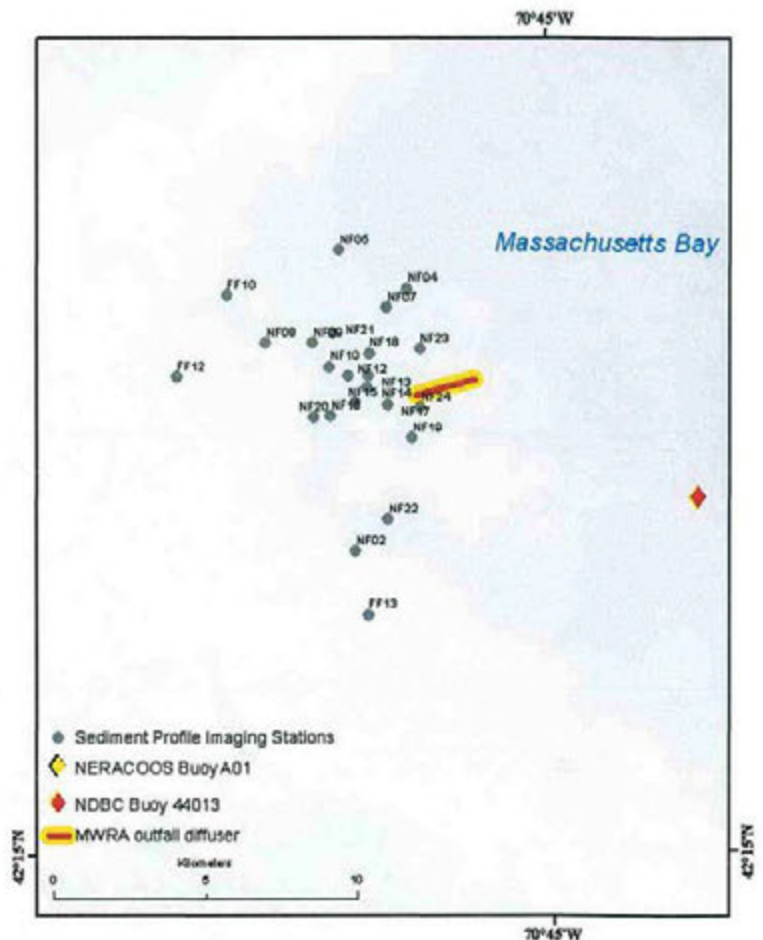 70°45'W
Massachusetts Bay
NF05
FF10
NF04
NF07
NF08
NF09
NF21
NF18
NF23
NF10
FF12
NF12
NF13
NF15
NF14
NF24
NF20
NF16
NF17
NF19
NF22
NF02
FF13
Sediment Profile Imaging Stations
NERACOOS Buoy A01
NDBC Buoy 44013
MWRA outfall diffuser
42°15'N
42°15'N
Kilometers
0 5 10
70°45'W